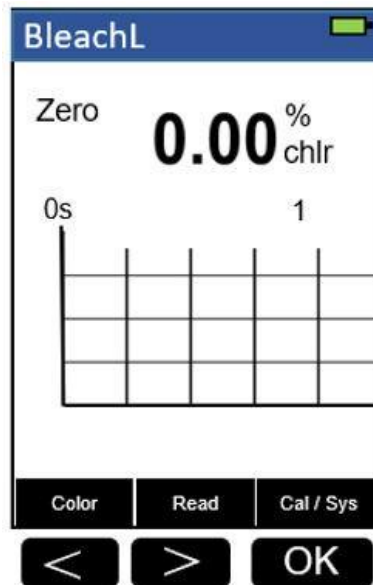 BleachL
Zero 0.00 % chlr
0s 1
Color Read Cal / Sys
< > OK